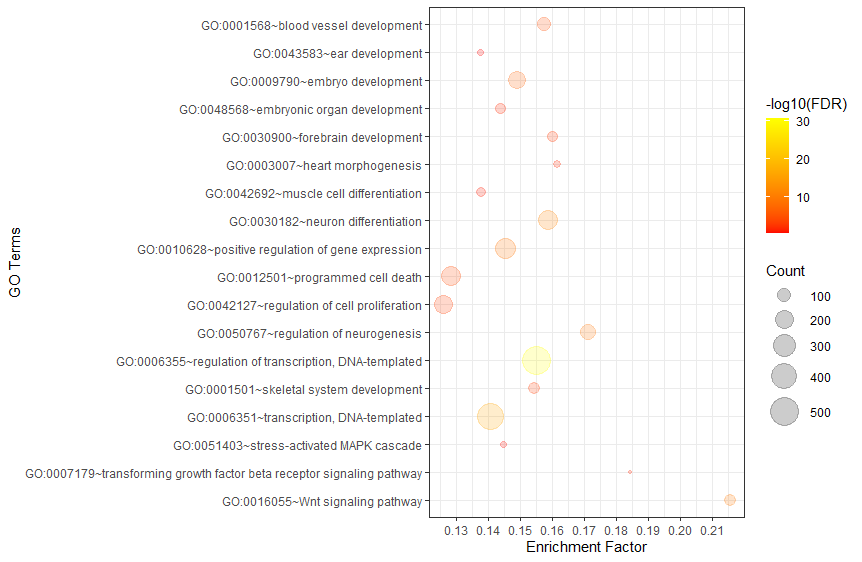 GO Terms
GO:0001568~blood vessel development
GO:0043583~ear development
GO:0009790~embryo development
GO:0048568~embryonic organ development
GO:0030900~forebrain development
GO:0003007~heart morphogenesis
GO:0042692~muscle cell differentiation
GO:0030182~neuron differentiation
GO:0010628~positive regulation of gene expression
GO:0012501~programmed cell death
GO:0042127~regulation of cell proliferation
GO:0050767~regulation of neurogenesis
GO:0006355~regulation of transcription, DNA-templated
GO:0001501~skeletal system development
GO:0006351~transcription, DNA-templated
GO:0051403~stress-activated MAPK cascade
GO:0007179~transforming growth factor beta receptor signaling pathway
GO:0016055~Wnt signaling pathway
0.13 0.14 0.15 0.16 0.17 0.18 0.19 0.20 0.21
Enrichment Factor
-log10(FDR)
30
20
10
Count
100
200
300
400
500